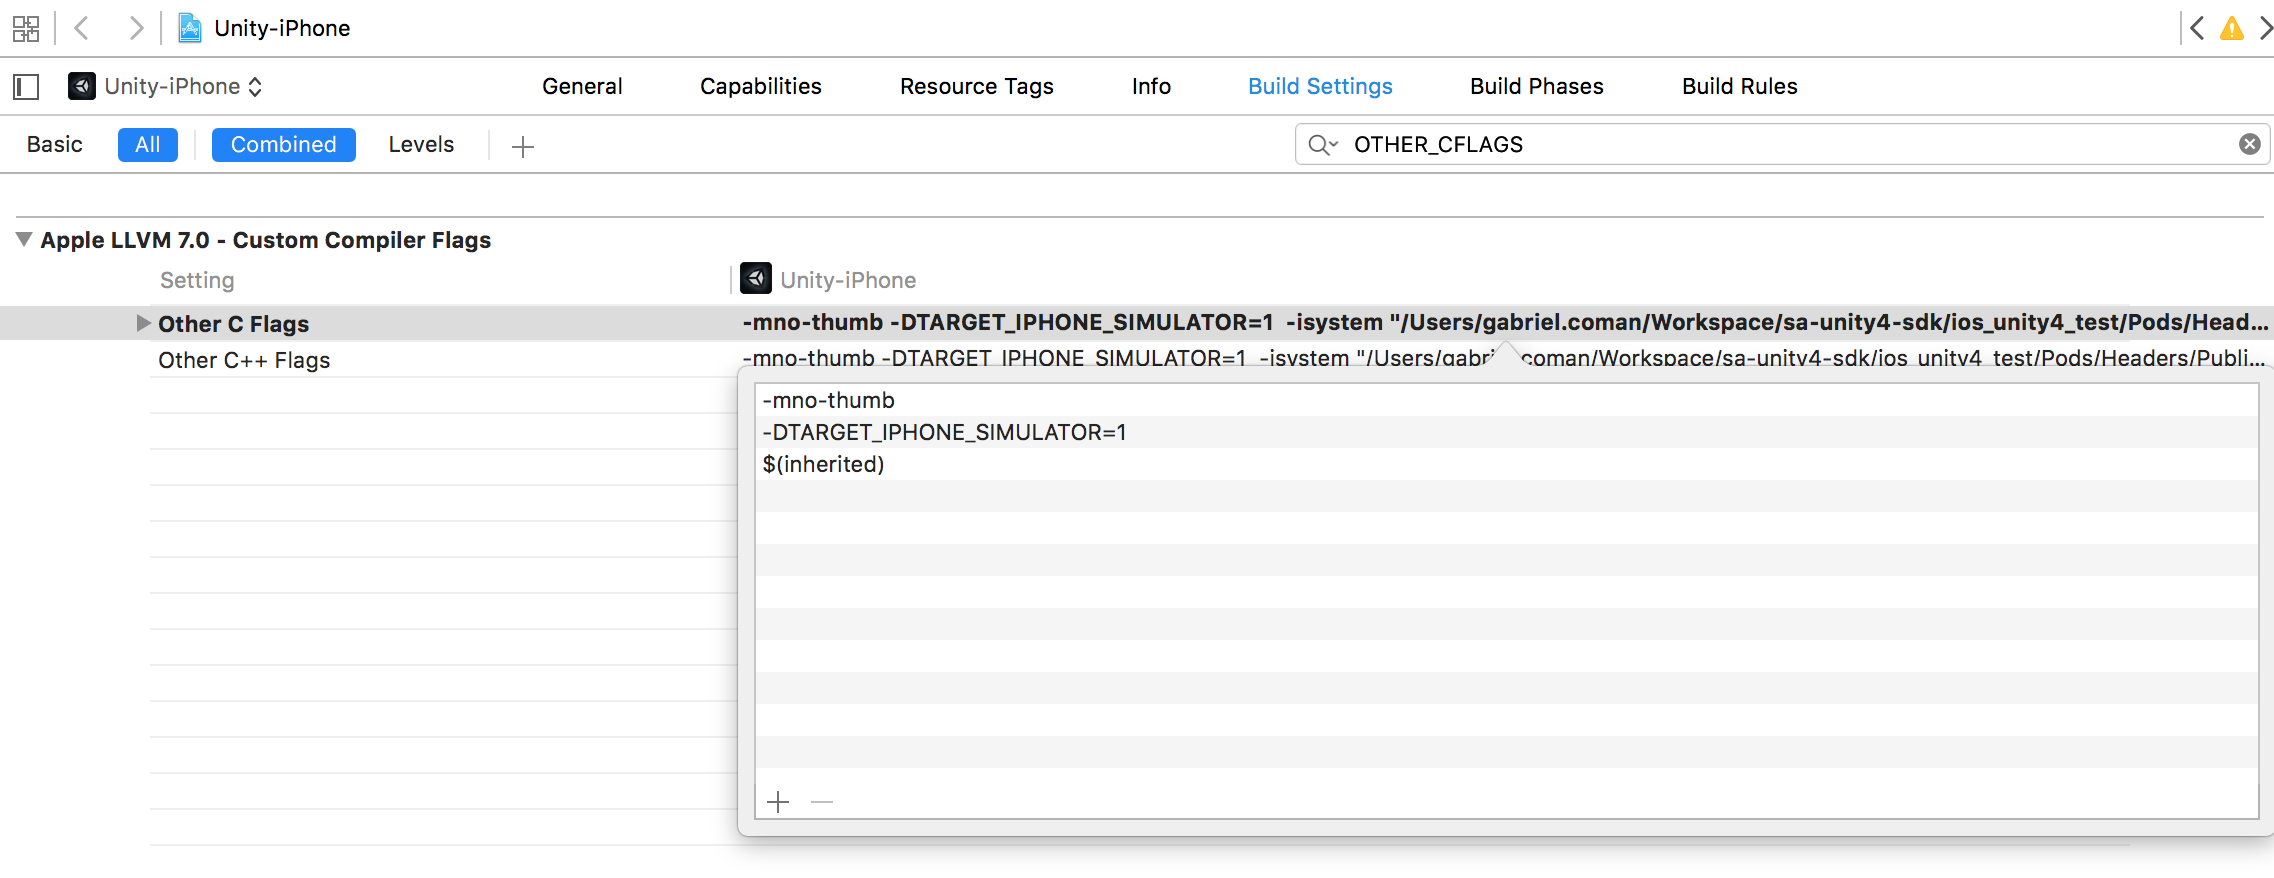 Unity-iPhone
Unity-iPhone General Capabilities Resource Tags Info Build Settings Build Phases Build Rules
Basic All Combined Levels OTHER_CFLAGS
Apple LLVM 7.0 - Custom Compiler Flags
Setting Unity-iPhone
Other C Flags -mno-thumb -DTARGET_IPHONE_SIMULATOR=1 -isystem "/Users/gabriel.coman/Workspace/sa-unity4-sdk/ios_unity4_test/Pods/Head...
Other C++ Flags -mno-thumb -DTARGET_IPHONE_SIMULATOR=1 -isystem "/Users/gabriel.coman/Workspace/sa-unity4-sdk/ios_unity4_test/Pods/Headers/Publi...
-mno-thumb
-DTARGET_IPHONE_SIMULATOR=1
$(inherited)